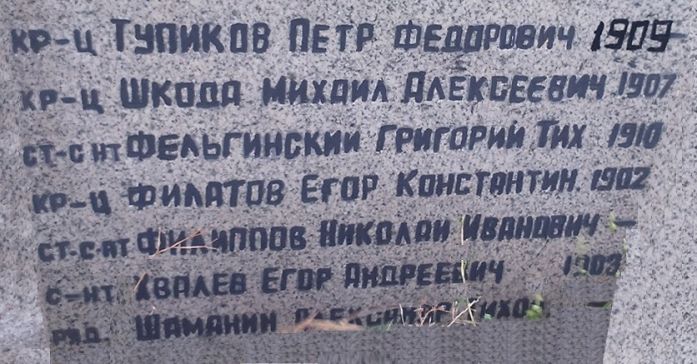 КР-Ц ТУПИКОВ ПЕТР ФЕДОРОВИЧ 1909-
КР-Ц ШКОДА МИХАИЛ АЛЕКСЕЕВИЧ 1907
СТ-С НТ ФЕЛЬГИНСКИЙ ГРИГОРИЙ ТИХ 1910
КР-Ц ФИЛАТОВ ЕГОР КОНСТАНТИН. 1902
СТ-С-НТ ФИЛИППОВ НИКОЛАЙ ИВАНОВИЧ —
С-НТ ХВАЛЕВ ЕГОР АНДРЕЕВИЧ 1903
РЯД. ШАМАНИН —